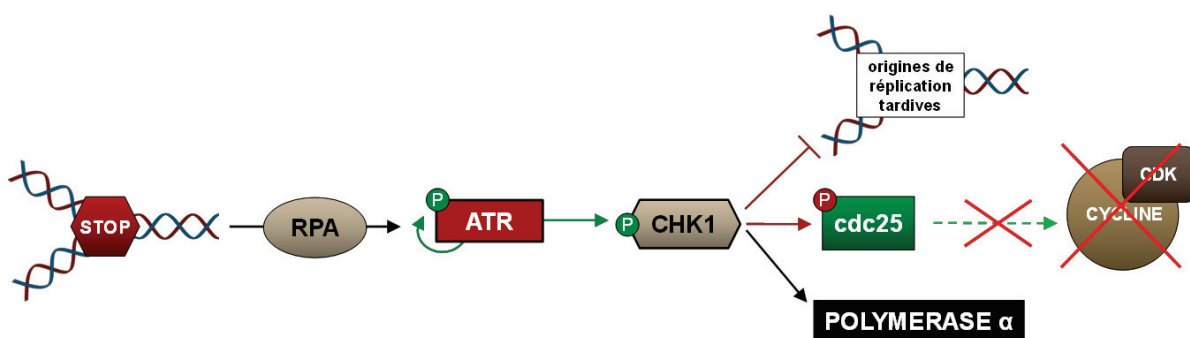 origines de
réplication
tardives
STOP
RPA
P
ATR
P
CHK1
P
cdc25
CDK
CYCLINE
POLYMERASE α